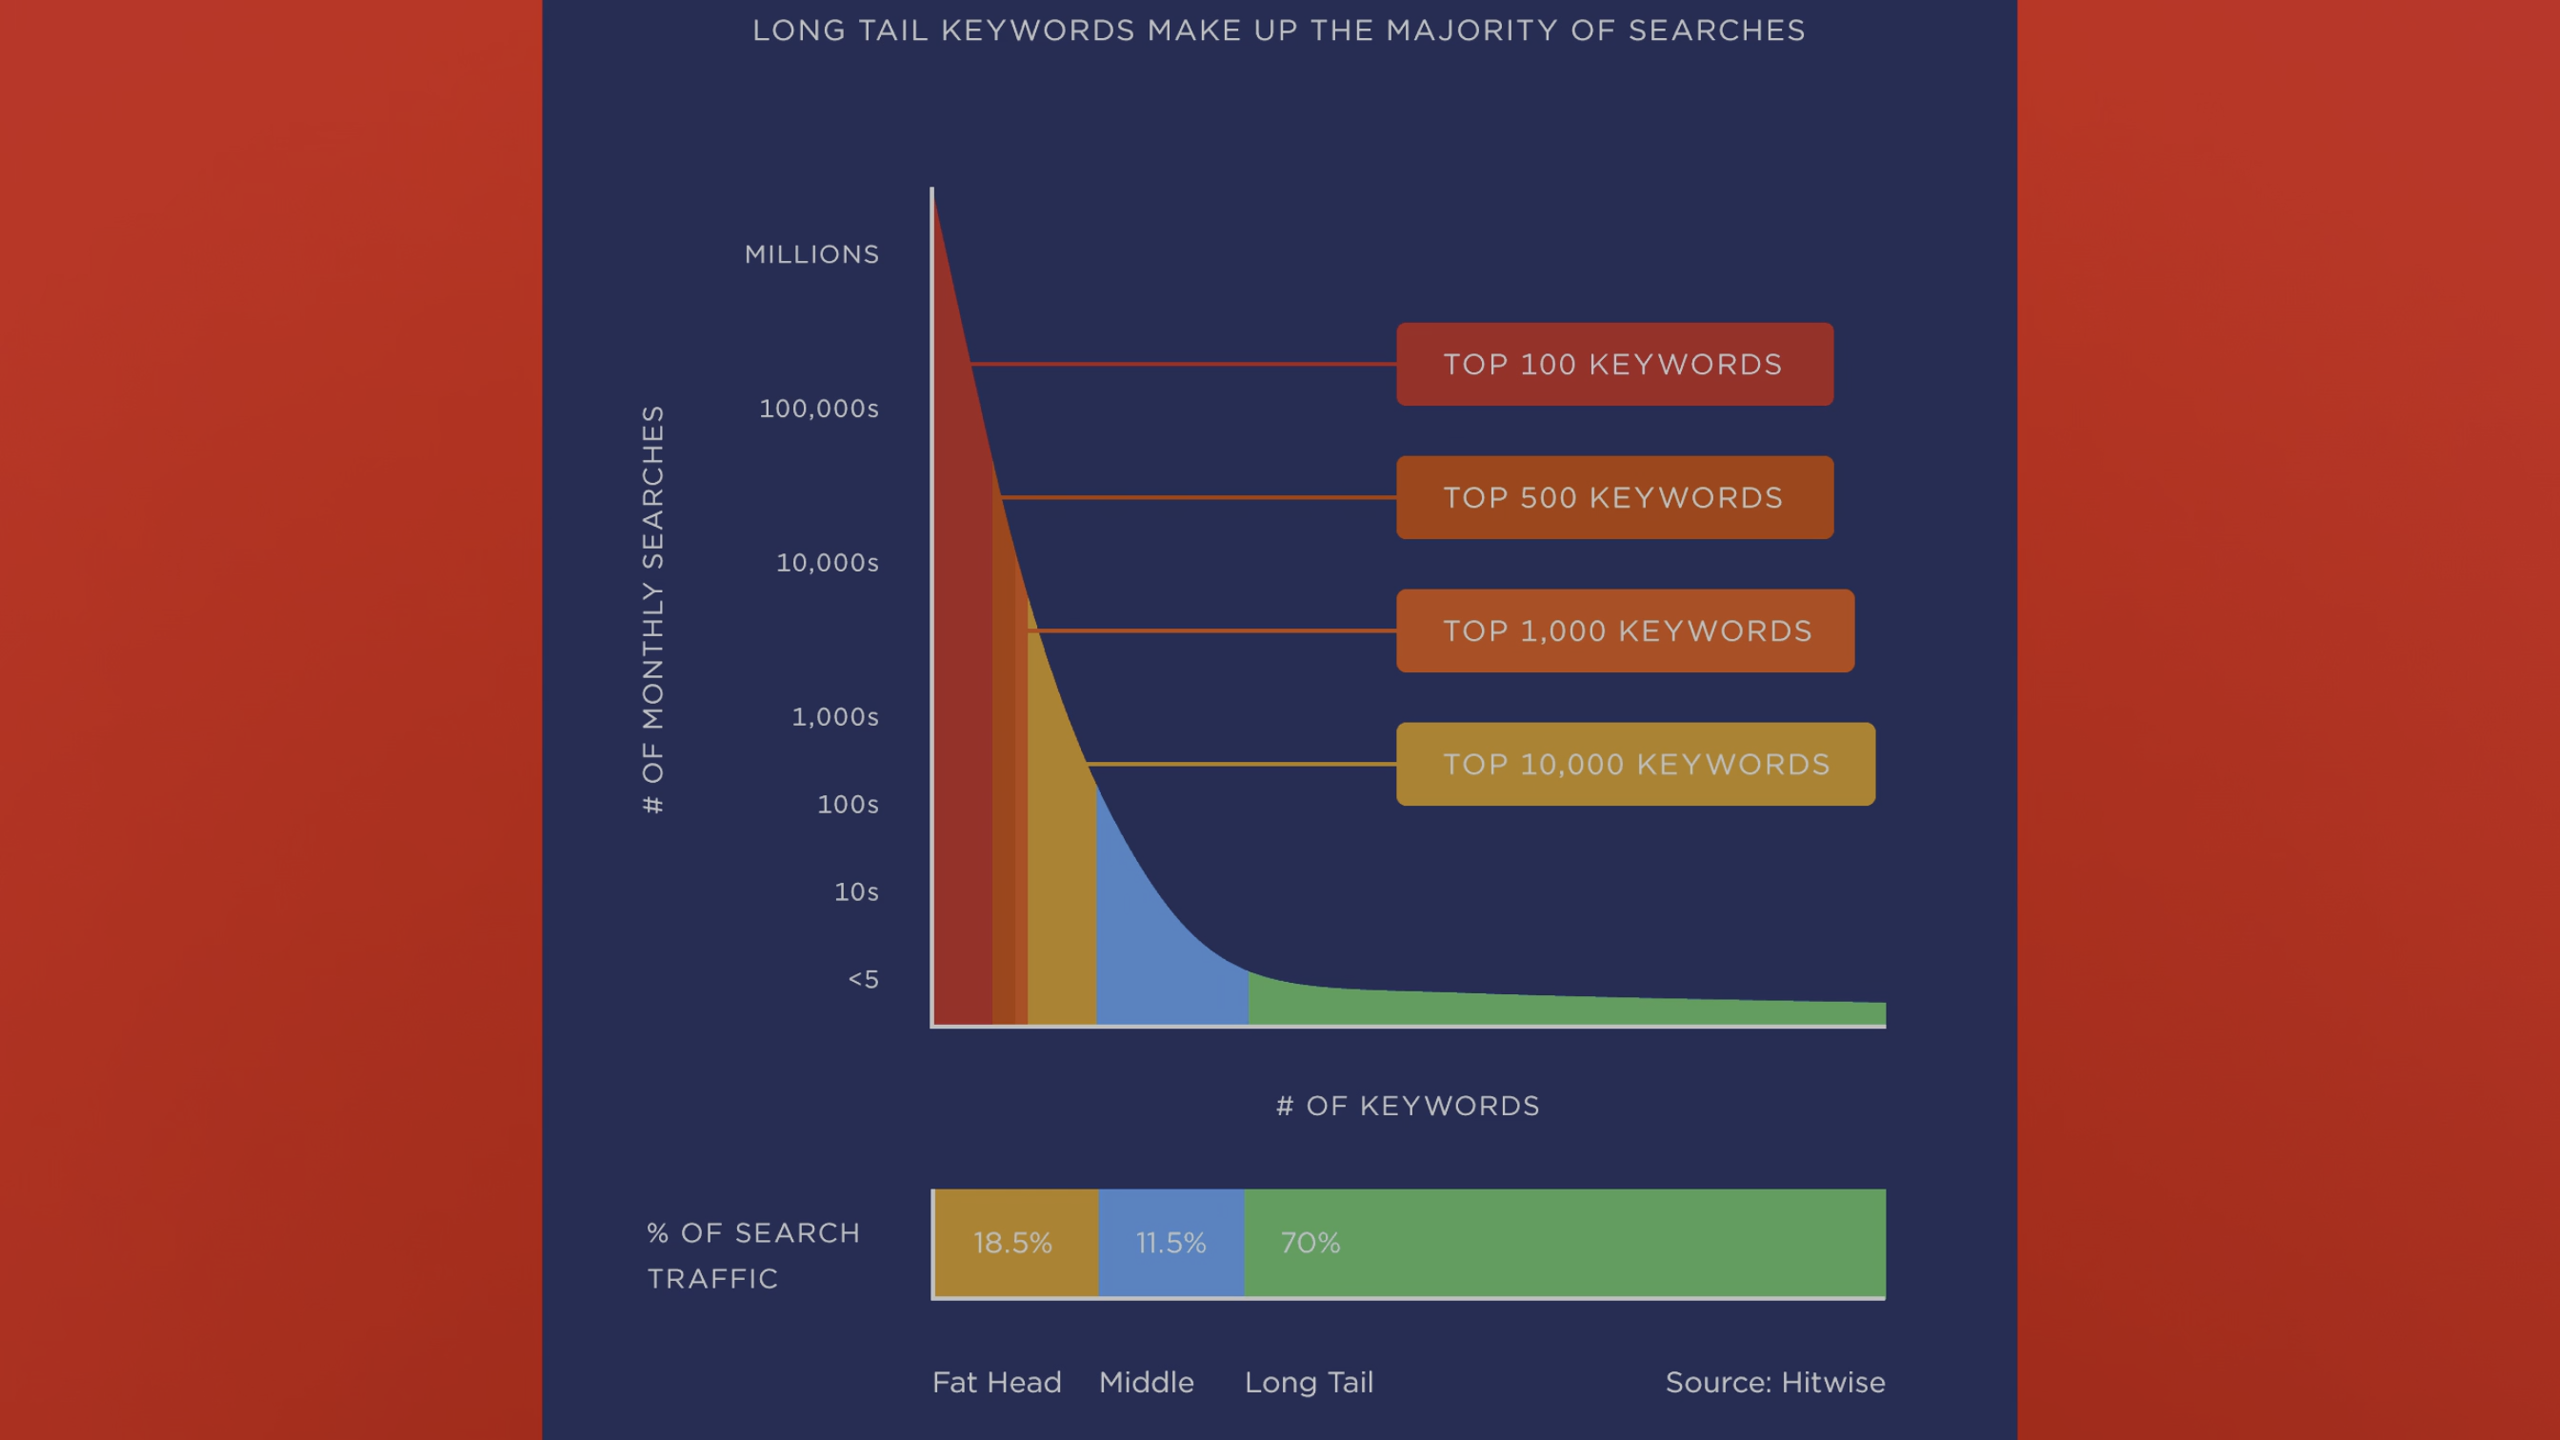 LONG TAIL KEYWORDS MAKE UP THE MAJORITY OF SEARCHES
# OF MONTHLY SEARCHES
MILLIONS
100,000s
10,000s
1,000s
100s
10s
<5
TOP 100 KEYWORDS
TOP 500 KEYWORDS
TOP 1,000 KEYWORDS
TOP 10,000 KEYWORDS
# OF KEYWORDS
% OF SEARCH
TRAFFIC
18.5%
11.5%
70%
Fat Head
Middle
Long Tail
Source: Hitwise